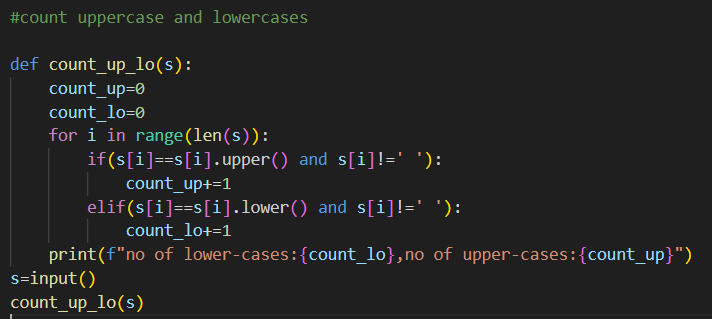 #count uppercase and lowercases
def count_up_lo(s):
    count_up=0
    count_lo=0
    for i in range(len(s)):
        if(s[i]==s[i].upper() and s[i]!=' '):
            count_up+=1
        elif(s[i]==s[i].lower() and s[i]!=' '):
            count_lo+=1
    print(f"no of lower-cases:{count_lo},no of upper-cases:{count_up}")
s=input()
count_up_lo(s)